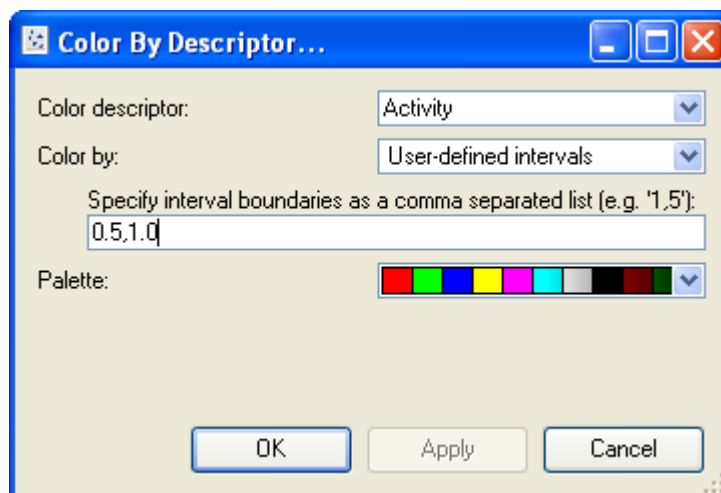 Color By Descriptor...
Color descriptor: Activity
Color by: User-defined intervals
Specify interval boundaries as a comma separated list (e.g. '1,5'):
0.5,1.0
Palette:
OK Apply Cancel